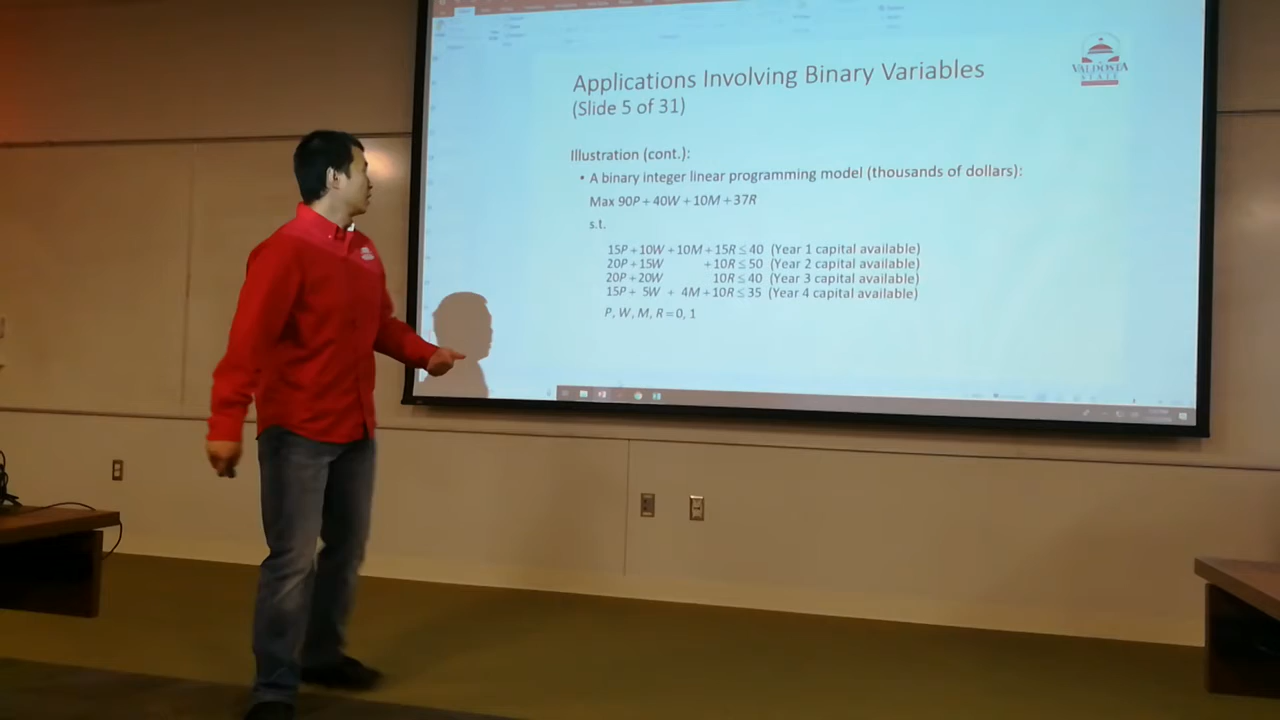 Applications Involving Binary Variables
(Slide 5 of 31)
VALDOSTA
STATE
Illustration (cont.):
• A binary integer linear programming model (thousands of dollars):
Max 90P + 40W + 10M + 37R
s.t.
15P + 10W + 10M + 15R ≤ 40 (Year 1 capital available)
20P + 15W + 10R ≤ 50 (Year 2 capital available)
20P + 20W 10R ≤ 40 (Year 3 capital available)
15P + 5W + 4M + 10R ≤ 35 (Year 4 capital available)
P, W, M, R = 0, 1